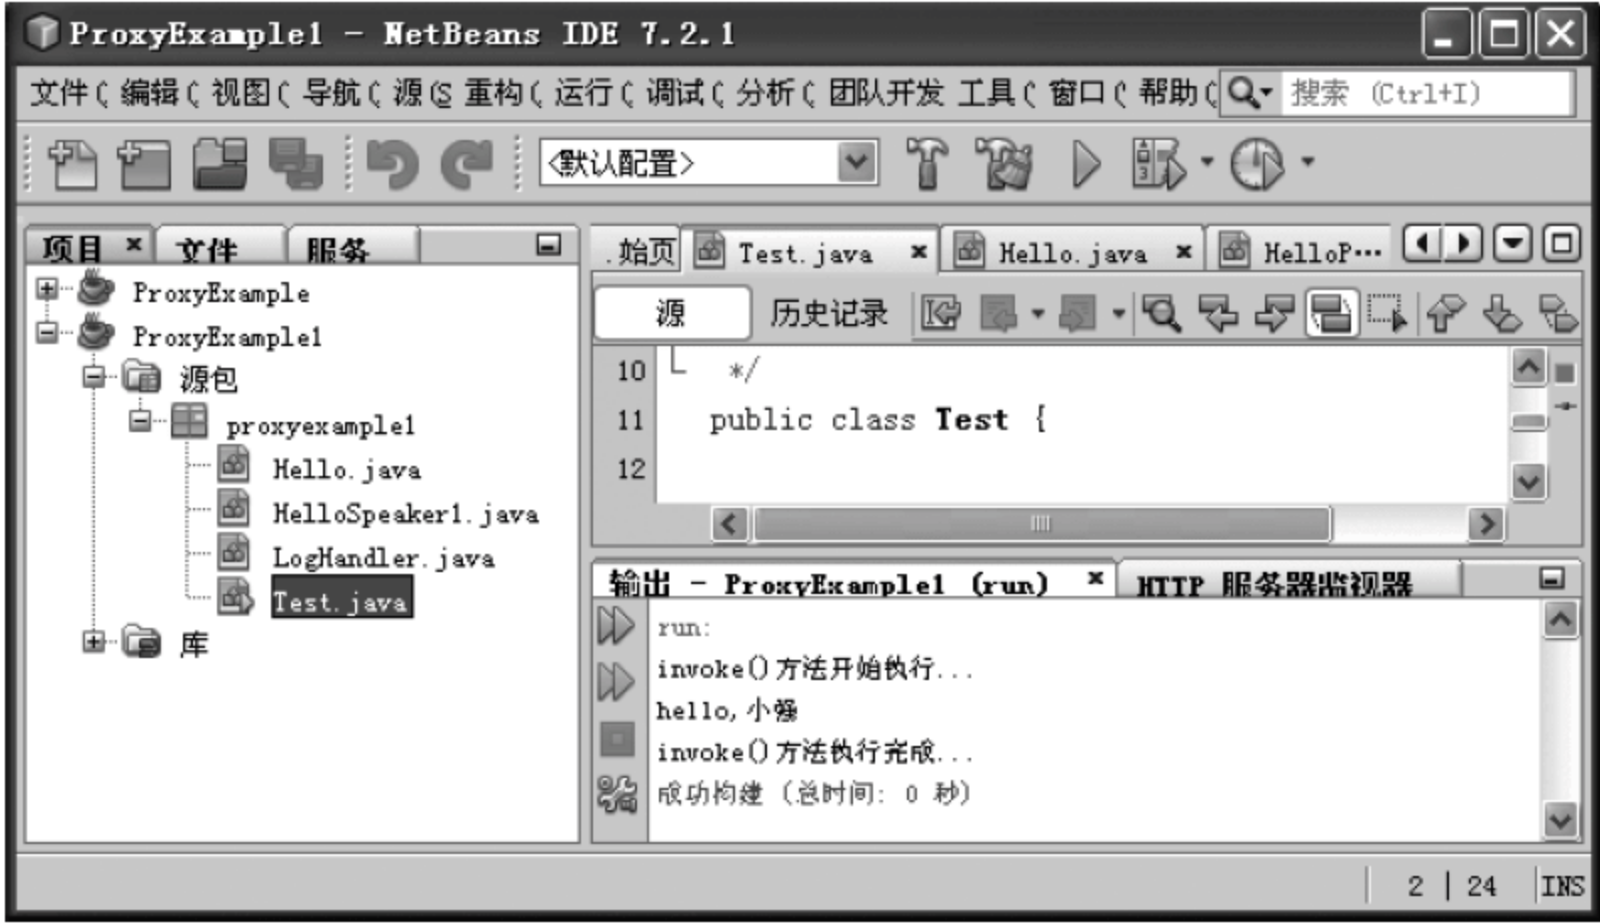 ProxyExample1 - NetBeans IDE 7.2.1
文件( 编辑( 视图( 导航( 源(S 重构( 运行( 调试( 分析( 团队开发 工具( 窗口( 帮助( 搜索 (Ctrl+I)
<默认配置>
项目 文件 服务
ProxyExample
ProxyExample1
源包
proxyexample1
Hello.java
HelloSpeaker1.java
LogHandler.java
Test.java
库
.始页 Test.java Hello.java HelloP...
源 历史记录
10 */
11 public class Test {
12
输出 - ProxyExample1 (run) HTTP 服务器监视器
run:
invoke()方法开始执行...
hello,小强
invoke()方法执行完成...
成功构建 (总时间: 0 秒)
2 | 24 INS